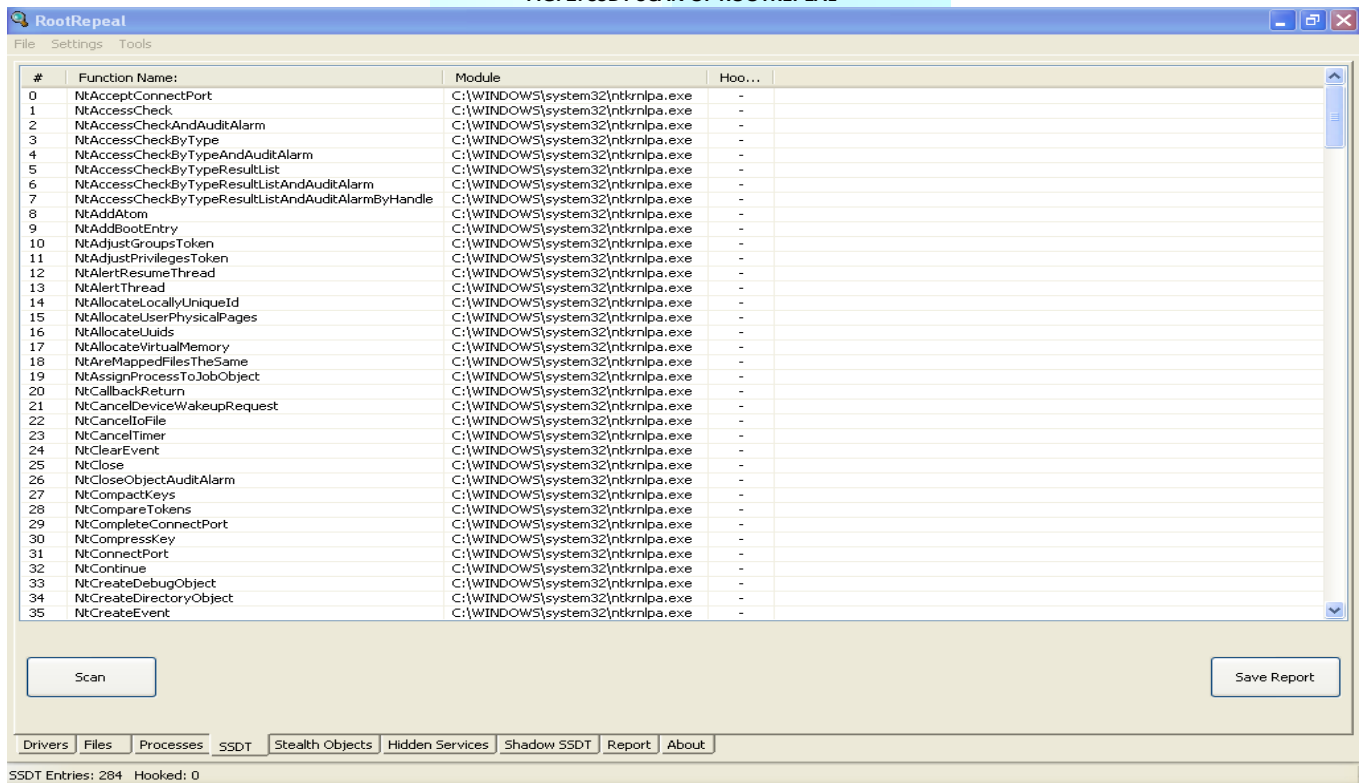 RootRepeal
File Settings Tools
# Function Name: Module Hoo...
0 NtAcceptConnectPort C:\WINDOWS\system32\ntkrnlpa.exe -
1 NtAccessCheck C:\WINDOWS\system32\ntkrnlpa.exe -
2 NtAccessCheckAndAuditAlarm C:\WINDOWS\system32\ntkrnlpa.exe -
3 NtAccessCheckByType C:\WINDOWS\system32\ntkrnlpa.exe -
4 NtAccessCheckByTypeAndAuditAlarm C:\WINDOWS\system32\ntkrnlpa.exe -
5 NtAccessCheckByTypeResultList C:\WINDOWS\system32\ntkrnlpa.exe -
6 NtAccessCheckByTypeResultListAndAuditAlarm C:\WINDOWS\system32\ntkrnlpa.exe -
7 NtAccessCheckByTypeResultListAndAuditAlarmByHandle C:\WINDOWS\system32\ntkrnlpa.exe -
8 NtAddAtom C:\WINDOWS\system32\ntkrnlpa.exe -
9 NtAddBootEntry C:\WINDOWS\system32\ntkrnlpa.exe -
10 NtAdjustGroupsToken C:\WINDOWS\system32\ntkrnlpa.exe -
11 NtAdjustPrivilegesToken C:\WINDOWS\system32\ntkrnlpa.exe -
12 NtAlertResumeThread C:\WINDOWS\system32\ntkrnlpa.exe -
13 NtAlertThread C:\WINDOWS\system32\ntkrnlpa.exe -
14 NtAllocateLocallyUniqueId C:\WINDOWS\system32\ntkrnlpa.exe -
15 NtAllocateUserPhysicalPages C:\WINDOWS\system32\ntkrnlpa.exe -
16 NtAllocateUuids C:\WINDOWS\system32\ntkrnlpa.exe -
17 NtAllocateVirtualMemory C:\WINDOWS\system32\ntkrnlpa.exe -
18 NtAreMappedFilesTheSame C:\WINDOWS\system32\ntkrnlpa.exe -
19 NtAssignProcessToJobObject C:\WINDOWS\system32\ntkrnlpa.exe -
20 NtCallbackReturn C:\WINDOWS\system32\ntkrnlpa.exe -
21 NtCancelDeviceWakeupRequest C:\WINDOWS\system32\ntkrnlpa.exe -
22 NtCancelIoFile C:\WINDOWS\system32\ntkrnlpa.exe -
23 NtCancelTimer C:\WINDOWS\system32\ntkrnlpa.exe -
24 NtClearEvent C:\WINDOWS\system32\ntkrnlpa.exe -
25 NtClose C:\WINDOWS\system32\ntkrnlpa.exe -
26 NtCloseObjectAuditAlarm C:\WINDOWS\system32\ntkrnlpa.exe -
27 NtCompactKeys C:\WINDOWS\system32\ntkrnlpa.exe -
28 NtCompareTokens C:\WINDOWS\system32\ntkrnlpa.exe -
29 NtCompleteConnectPort C:\WINDOWS\system32\ntkrnlpa.exe -
30 NtCompressKey C:\WINDOWS\system32\ntkrnlpa.exe -
31 NtConnectPort C:\WINDOWS\system32\ntkrnlpa.exe -
32 NtContinue C:\WINDOWS\system32\ntkrnlpa.exe -
33 NtCreateDebugObject C:\WINDOWS\system32\ntkrnlpa.exe -
34 NtCreateDirectoryObject C:\WINDOWS\system32\ntkrnlpa.exe -
35 NtCreateEvent C:\WINDOWS\system32\ntkrnlpa.exe -
Scan Save Report
Drivers Files Processes SSDT Stealth Objects Hidden Services Shadow SSDT Report About
SSDT Entries: 284 Hooked: 0